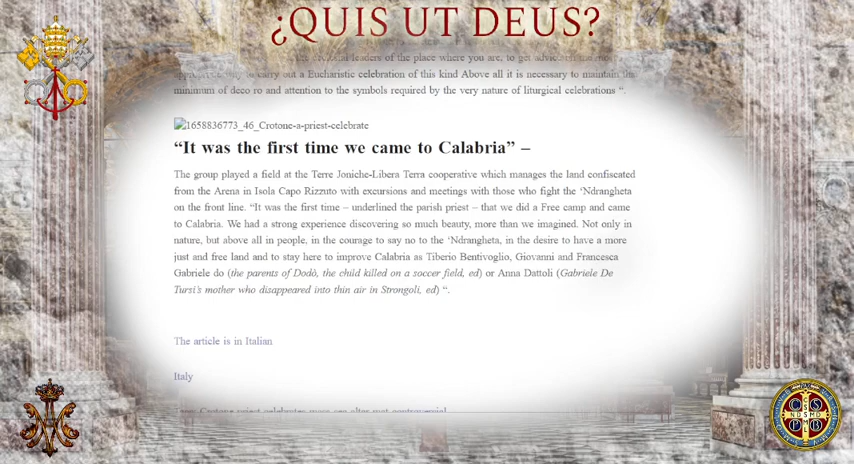 ¿QUIS UT DEUS?
leaders of the place where you are, to get
to carry out a Eucharistic celebration of this kind Above all it is necessary to maintain the
minimum of deco ro and attention to the symbols required by the very nature of liturgical celebrations “.
1658836773_46_Crotone-a-priest-celebrate
“It was the first time we came to Calabria” –
The group played a field at the Terre Joniche-Libera Terra cooperative which manages the land confiscated
from the Arena in Isola Capo Rizzuto with excursions and meetings with those who fight the ‘Ndrangheta
on the front line. “It was the first time – underlined the parish priest – that we did a Free camp and came
to Calabria. We had a strong experience discovering so much beauty, more than we imagined. Not only in
nature, but above all in people, in the courage to say no to the ‘Ndrangheta, in the desire to have a more
just and free land and to stay here to improve Calabria as Tiberio Bentivoglio, Giovanni and Francesca
Gabriele do (the parents of Dodò, the child killed on a soccer field, ed) or Anna Dattoli (Gabriele De
Tursi’s mother who disappeared into thin air in Strongoli, ed) “.
The article is in Italian
Italy